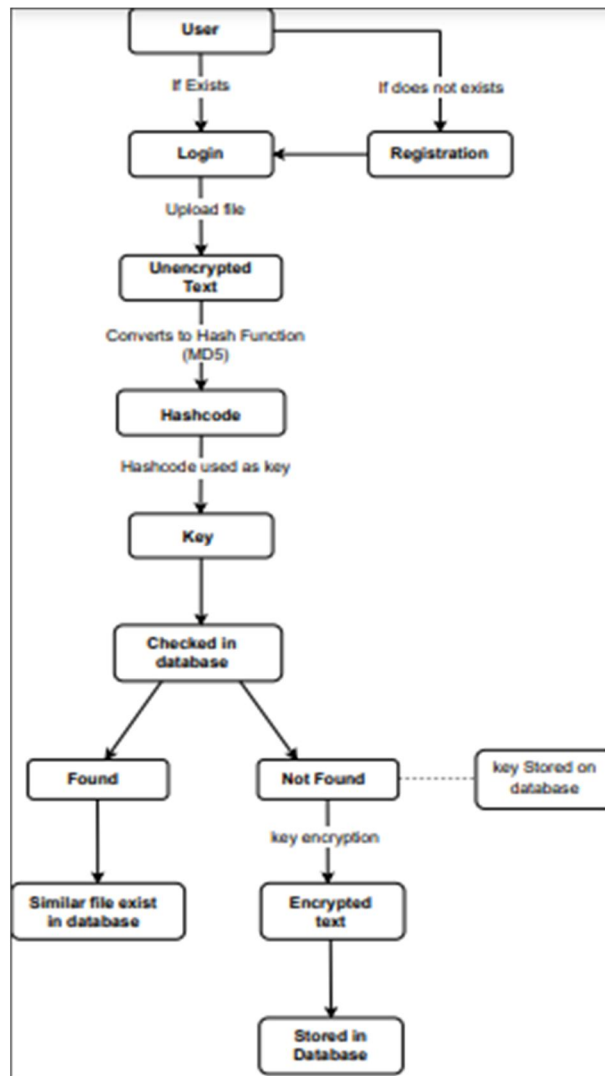 User
If Exists
If does not exists
Login
Registration
Upload file
Unencrypted
Text
Converts to Hash Function
(MD5)
Hashcode
Hashcode used as key
Key
Checked in
database
Found
Not Found
key Stored on
database
key encryption
Similar file exist
in database
Encrypted
text
Stored in
Database